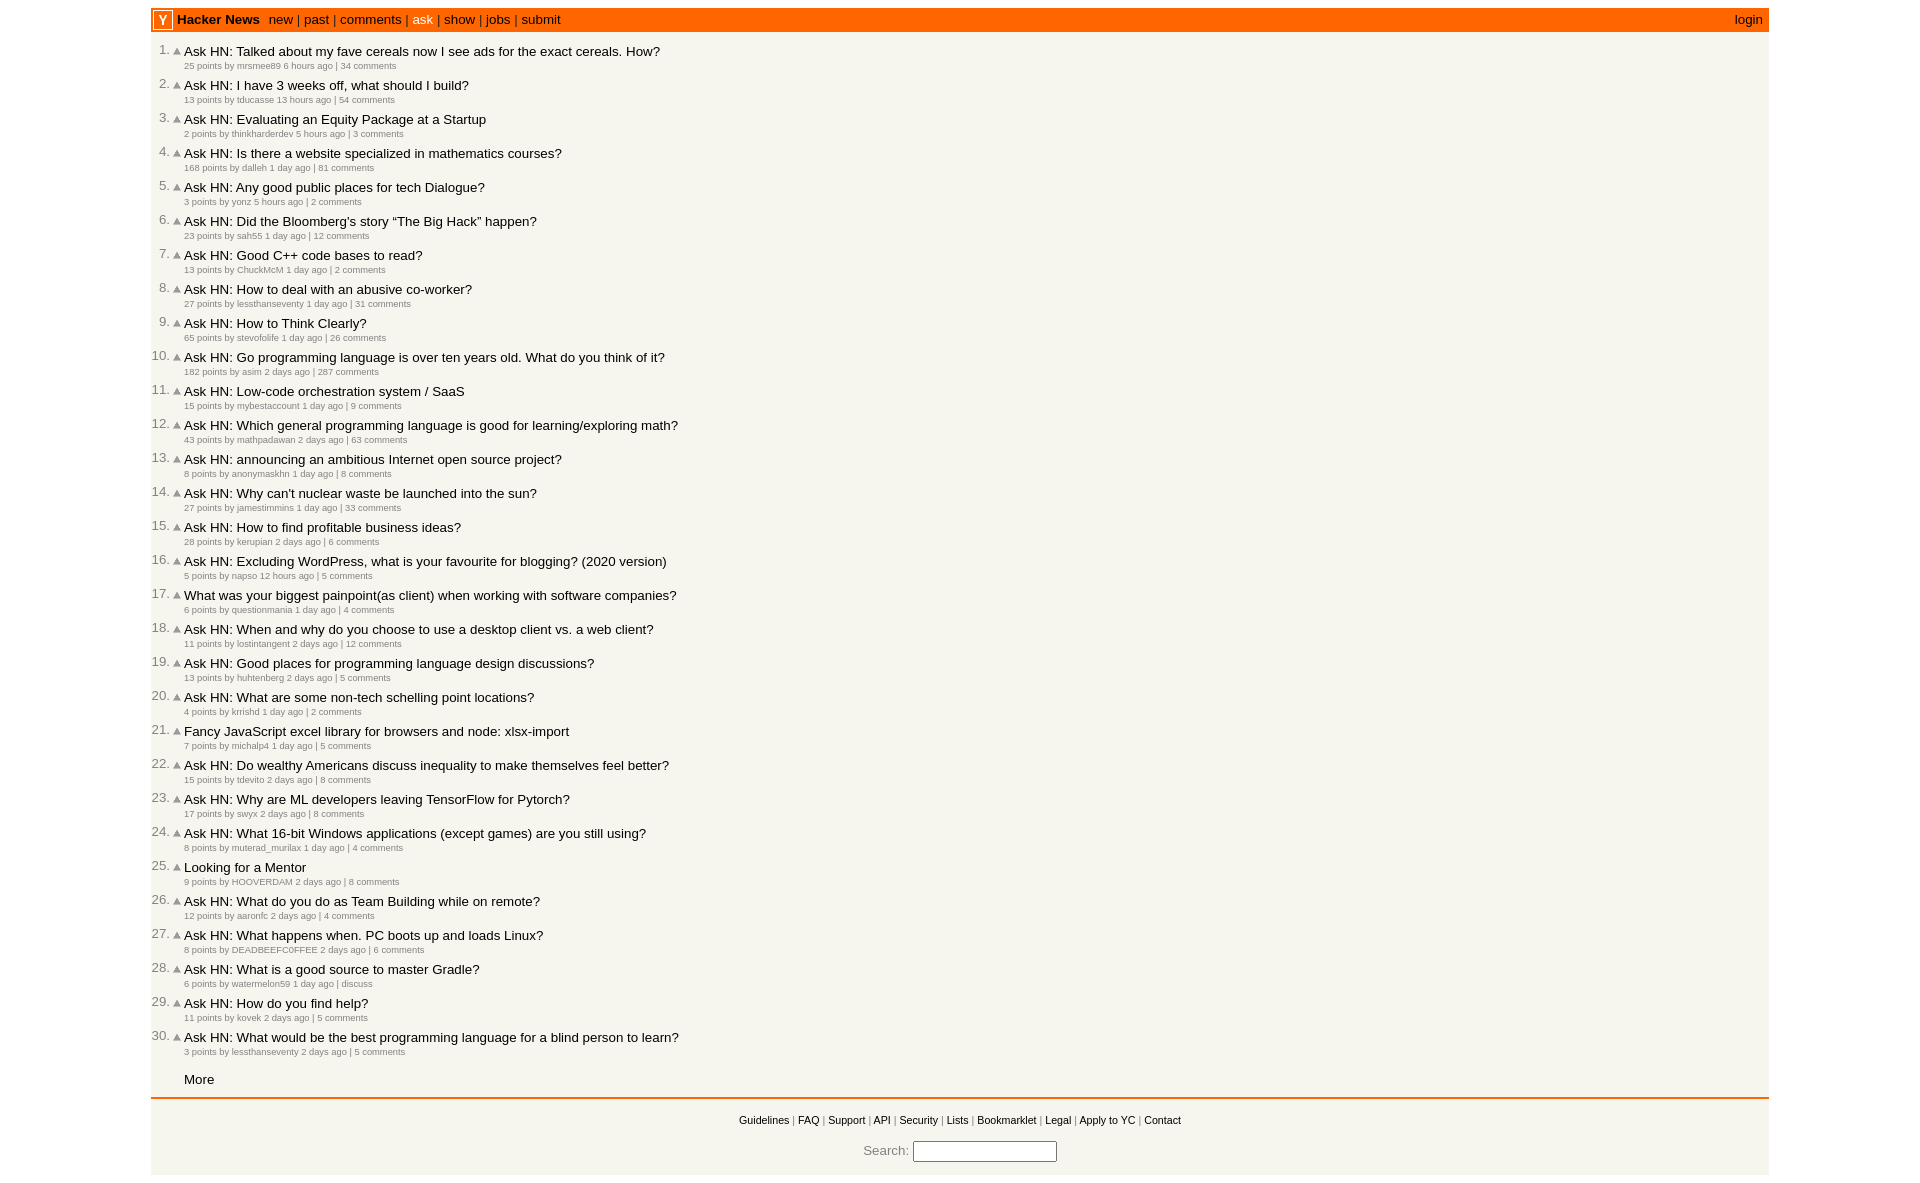 Y Hacker News new | past | comments | ask | show | jobs | submit login
1. Ask HN: Talked about my fave cereals now I see ads for the exact cereals. How?
25 points by mrsmee89 6 hours ago | 34 comments
2. Ask HN: I have 3 weeks off, what should I build?
13 points by tducasse 13 hours ago | 54 comments
3. Ask HN: Evaluating an Equity Package at a Startup
2 points by thinkharderdev 5 hours ago | 3 comments
4. Ask HN: Is there a website specialized in mathematics courses?
168 points by dalleh 1 day ago | 81 comments
5. Ask HN: Any good public places for tech Dialogue?
3 points by yonz 5 hours ago | 2 comments
6. Ask HN: Did the Bloomberg's story “The Big Hack” happen?
23 points by sah55 1 day ago | 12 comments
7. Ask HN: Good C++ code bases to read?
13 points by ChuckMcM 1 day ago | 2 comments
8. Ask HN: How to deal with an abusive co-worker?
27 points by lessthanseventy 1 day ago | 31 comments
9. Ask HN: How to Think Clearly?
65 points by stevofolife 1 day ago | 26 comments
10. Ask HN: Go programming language is over ten years old. What do you think of it?
182 points by asim 2 days ago | 287 comments
11. Ask HN: Low-code orchestration system / SaaS
15 points by mybestaccount 1 day ago | 9 comments
12. Ask HN: Which general programming language is good for learning/exploring math?
43 points by mathpadawan 2 days ago | 63 comments
13. Ask HN: announcing an ambitious Internet open source project?
8 points by anonymaskhn 1 day ago | 8 comments
14. Ask HN: Why can't nuclear waste be launched into the sun?
27 points by jamestimmins 1 day ago | 33 comments
15. Ask HN: How to find profitable business ideas?
28 points by kerupian 2 days ago | 6 comments
16. Ask HN: Excluding WordPress, what is your favourite for blogging? (2020 version)
5 points by napso 12 hours ago | 5 comments
17. What was your biggest painpoint(as client) when working with software companies?
6 points by questionmania 1 day ago | 4 comments
18. Ask HN: When and why do you choose to use a desktop client vs. a web client?
11 points by lostintangent 2 days ago | 12 comments
19. Ask HN: Good places for programming language design discussions?
13 points by huhtenberg 2 days ago | 5 comments
20. Ask HN: What are some non-tech schelling point locations?
4 points by krrishd 1 day ago | 2 comments
21. Fancy JavaScript excel library for browsers and node: xlsx-import
7 points by michalp4 1 day ago | 5 comments
22. Ask HN: Do wealthy Americans discuss inequality to make themselves feel better?
15 points by tdevito 2 days ago | 8 comments
23. Ask HN: Why are ML developers leaving TensorFlow for Pytorch?
17 points by swyx 2 days ago | 8 comments
24. Ask HN: What 16-bit Windows applications (except games) are you still using?
8 points by muterad_murilax 1 day ago | 4 comments
25. Looking for a Mentor
9 points by HOOVERDAM 2 days ago | 8 comments
26. Ask HN: What do you do as Team Building while on remote?
12 points by aaronfc 2 days ago | 4 comments
27. Ask HN: What happens when. PC boots up and loads Linux?
8 points by DEADBEEFC0FFEE 2 days ago | 6 comments
28. Ask HN: What is a good source to master Gradle?
6 points by watermelon59 1 day ago | discuss
29. Ask HN: How do you find help?
11 points by kovek 2 days ago | 5 comments
30. Ask HN: What would be the best programming language for a blind person to learn?
3 points by lessthanseventy 2 days ago | 5 comments
More
Guidelines | FAQ | Support | API | Security | Lists | Bookmarklet | Legal | Apply to YC | Contact
Search: